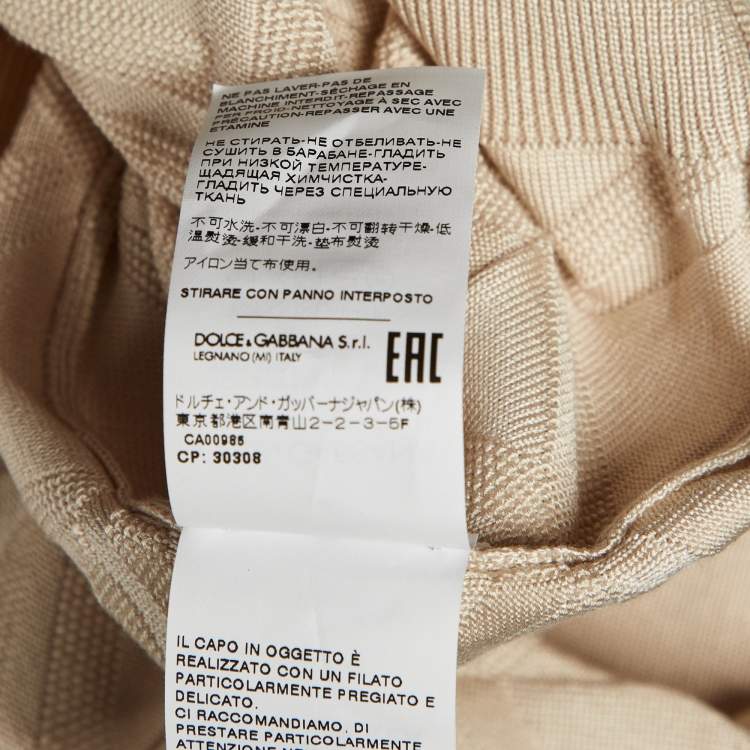 NE PAS LAVER-PAS DE
BLANCHIMENT-SÉCHAGE EN
MACHINE INTERDIT-REPASSAGE
PER FROID-NETTOYAGE À SEC AVEC
PRÉCAUTION-REPASSER AVEC UNE
ETAMINE
НЕ СТИРАТЬ-НЕ ОТБЕЛИВАТЬ-НЕ
СУШИТЬ В БАРАБАНЕ-ГЛАДИТЬ
ПРИ НИЗКОЙ ТЕМПЕРАТУРЕ-
ЩАДЯЩАЯ ХИМЧИСТКА-
ГЛАДИТЬ ЧЕРЕЗ СПЕЦИАЛЬНУЮ
ТКАНЬ
不可水洗-不可漂白-不可翻转干燥-低
温熨烫-緩和干洗-垫布熨烫
アイロン当て布使用。
STIRARE CON PANNO INTERPOSTO
DOLCE & GABBANA S.r.l.
LEGNANO (MI) ITALY
EAC
ドルチェ・アンド・ガッバーナジャパン(株)
東京都港区南青山2-2-3-5F
CA00985
CP: 30308
IL CAPO IN OGGETTO È
REALIZZATO CON UN FILATO
PARTICOLARMENTE PREGIATO E
DELICATO.
CI RACCOMANDIAMO, DI
PRESTARE PARTICOLARMENTE
ATTENZIONE